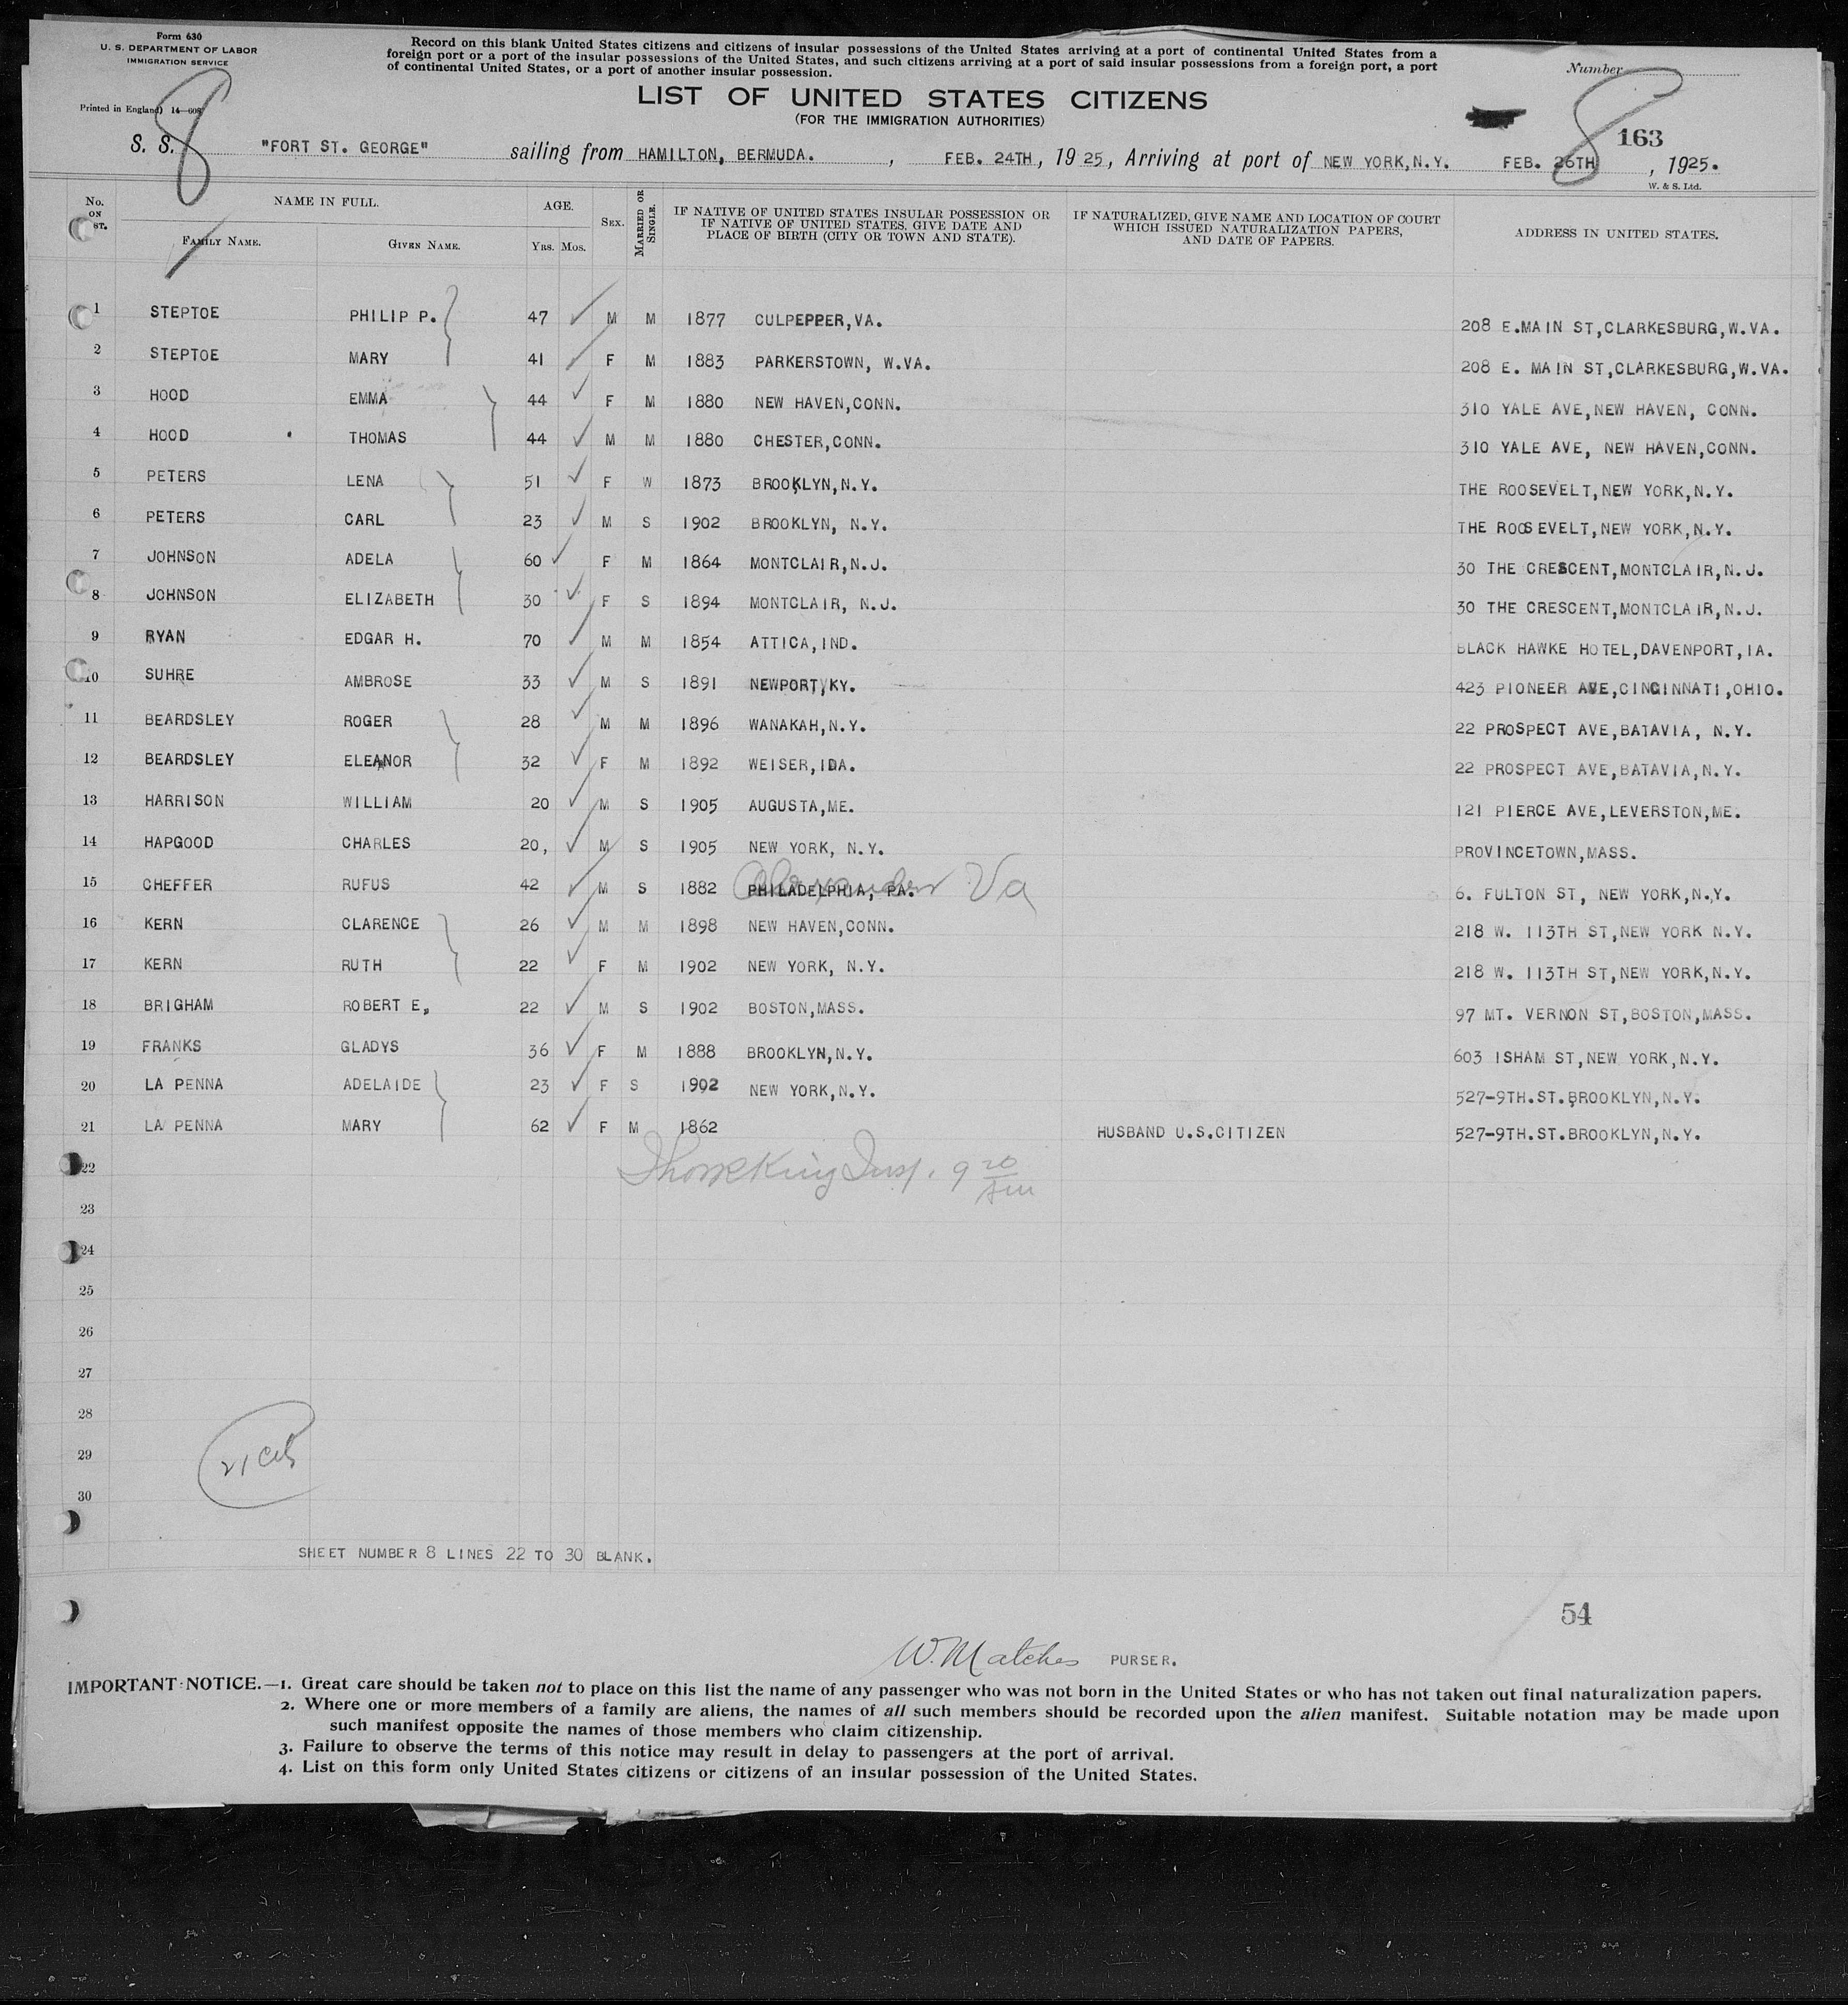 Form 630
U. S. DEPARTMENT OF LABOR
IMMIGRATION SERVICE
Printed in England) 14—608
Record on this blank United States citizens and citizens of insular possessions of the United States arriving at a port of continental United States from a
foreign port or a port of the insular possessions of the United States, and such citizens arriving at a port of said insular possessions from a foreign port, a port
of continental United States, or a port of another insular possession.
Number
LIST OF UNITED STATES CITIZENS
(FOR THE IMMIGRATION AUTHORITIES)
8
8
163
S. S. "FORT ST. GEORGE" sailing from HAMILTON, BERMUDA. , FEB. 24TH, 1925, Arriving at port of NEW YORK,N.Y. FEB. 26TH , 1925.
W. & S. Ltd.
No. ON ST. NAME IN FULL. AGE. SEX. MARRIED OR SINGLE. IF NATIVE OF UNITED STATES INSULAR POSSESSION OR IF NATIVE OF UNITED STATES, GIVE DATE AND PLACE OF BIRTH (CITY OR TOWN AND STATE). IF NATURALIZED, GIVE NAME AND LOCATION OF COURT WHICH ISSUED NATURALIZATION PAPERS, AND DATE OF PAPERS. ADDRESS IN UNITED STATES.
FAMILY NAME. GIVEN NAME. Yrs. Mos.
1 STEPTOE PHILIP P. 47 M M 1877 CULPEPPER,VA. 208 E.MAIN ST,CLARKESBURG,W.VA.
2 STEPTOE MARY 41 F M 1883 PARKERSTOWN, W.VA. 208 E. MAIN ST,CLARKESBURG,W.VA.
3 HOOD EMMA 44 F M 1880 NEW HAVEN,CONN. 310 YALE AVE,NEW HAVEN, CONN.
4 HOOD THOMAS 44 M M 1880 CHESTER,CONN. 310 YALE AVE, NEW HAVEN,CONN.
5 PETERS LENA 51 F W 1873 BROOKLYN,N.Y. THE ROOSEVELT,NEW YORK,N.Y.
6 PETERS CARL 23 M S 1902 BROOKLYN, N.Y. THE ROOSEVELT,NEW YORK,N.Y.
7 JOHNSON ADELA 60 F M 1864 MONTCLAIR,N.J. 30 THE CRESCENT,MONTCLAIR,N.J.
8 JOHNSON ELIZABETH 30 F S 1894 MONTCLAIR, N.J. 30 THE CRESCENT,MONTCLAIR,N.J.
9 RYAN EDGAR H. 70 M M 1854 ATTICA,IND. BLACK HAWKE HOTEL,DAVENPORT,IA.
10 SUHRE AMBROSE 33 M S 1891 NEWPORT,KY. 423 PIONEER AVE,CINCINNATI,OHIO.
11 BEARDSLEY ROGER 28 M M 1896 WANAKAH,N.Y. 22 PROSPECT AVE,BATAVIA, N.Y.
12 BEARDSLEY ELEANOR 32 F M 1892 WEISER,IDA. 22 PROSPECT AVE,BATAVIA,N.Y.
13 HARRISON WILLIAM 20 M S 1905 AUGUSTA,ME. 121 PIERCE AVE,LEVERSTON,ME.
14 HAPGOOD CHARLES 20, M S 1905 NEW YORK, N.Y. PROVINCETOWN,MASS.
15 CHEFFER RUFUS 42 M S 1882 PHILADELPHIA, PA. Va 6. FULTON ST, NEW YORK,N.Y.
16 KERN CLARENCE 26 M M 1898 NEW HAVEN,CONN. 218 W. 113TH ST,NEW YORK N.Y.
17 KERN RUTH 22 F M 1902 NEW YORK, N.Y. 218 W. 113TH ST,NEW YORK,N.Y.
18 BRIGHAM ROBERT E, 22 M S 1902 BOSTON,MASS. 97 MT. VERNON ST,BOSTON,MASS.
19 FRANKS GLADYS 36 F M 1888 BROOKLYN,N.Y. 603 ISHAM ST,NEW YORK,N.Y.
20 LA PENNA ADELAIDE 23 F S 1902 NEW YORK,N.Y. 527-9TH.ST.BROOKLYN,N.Y.
21 LA PENNA MARY 62 F M 1862 HUSBAND U.S.CITIZEN 527-9TH.ST.BROOKLYN,N.Y.
22
King Insp. 9 20 Am
23
24
25
26
27
28
29
30
21
SHEET NUMBER 8 LINES 22 TO 30 BLANK.
54
W. Matches PURSER.
IMPORTANT NOTICE.—1. Great care should be taken not to place on this list the name of any passenger who was not born in the United States or who has not taken out final naturalization papers.
2. Where one or more members of a family are aliens, the names of all such members should be recorded upon the alien manifest. Suitable notation may be made upon
such manifest opposite the names of those members who claim citizenship.
3. Failure to observe the terms of this notice may result in delay to passengers at the port of arrival.
4. List on this form only United States citizens or citizens of an insular possession of the United States.